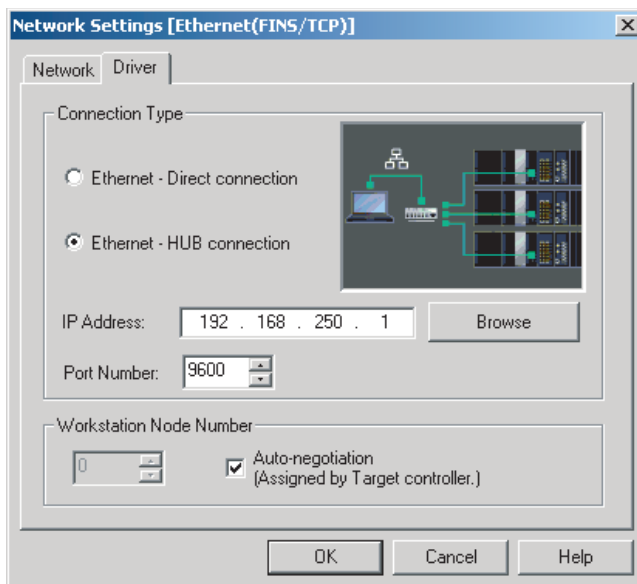 Network Settings [Ethernet(FINS/TCP)]
Network Driver
Connection Type
Ethernet - Direct connection
Ethernet - HUB connection
IP Address: 192 . 168 . 250 . 1 Browse
Port Number: 9600
Workstation Node Number
0 Auto-negotiation
(Assigned by Target controller.)
OK Cancel Help